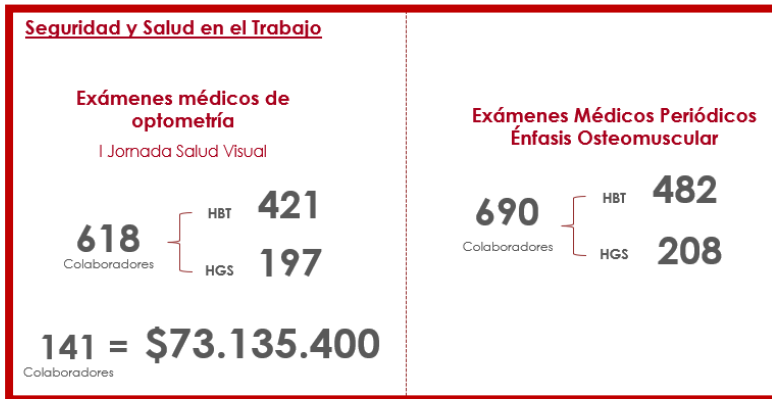 Seguridad y Salud en el Trabajo
Exámenes médicos de
optometría
I Jornada Salud Visual
618
Colaboradores
HBT 421
HGS 197
141 = $73.135.400
Colaboradores
Exámenes Médicos Periódicos
Énfasis Osteomuscular
690
Colaboradores
HBT 482
HGS 208